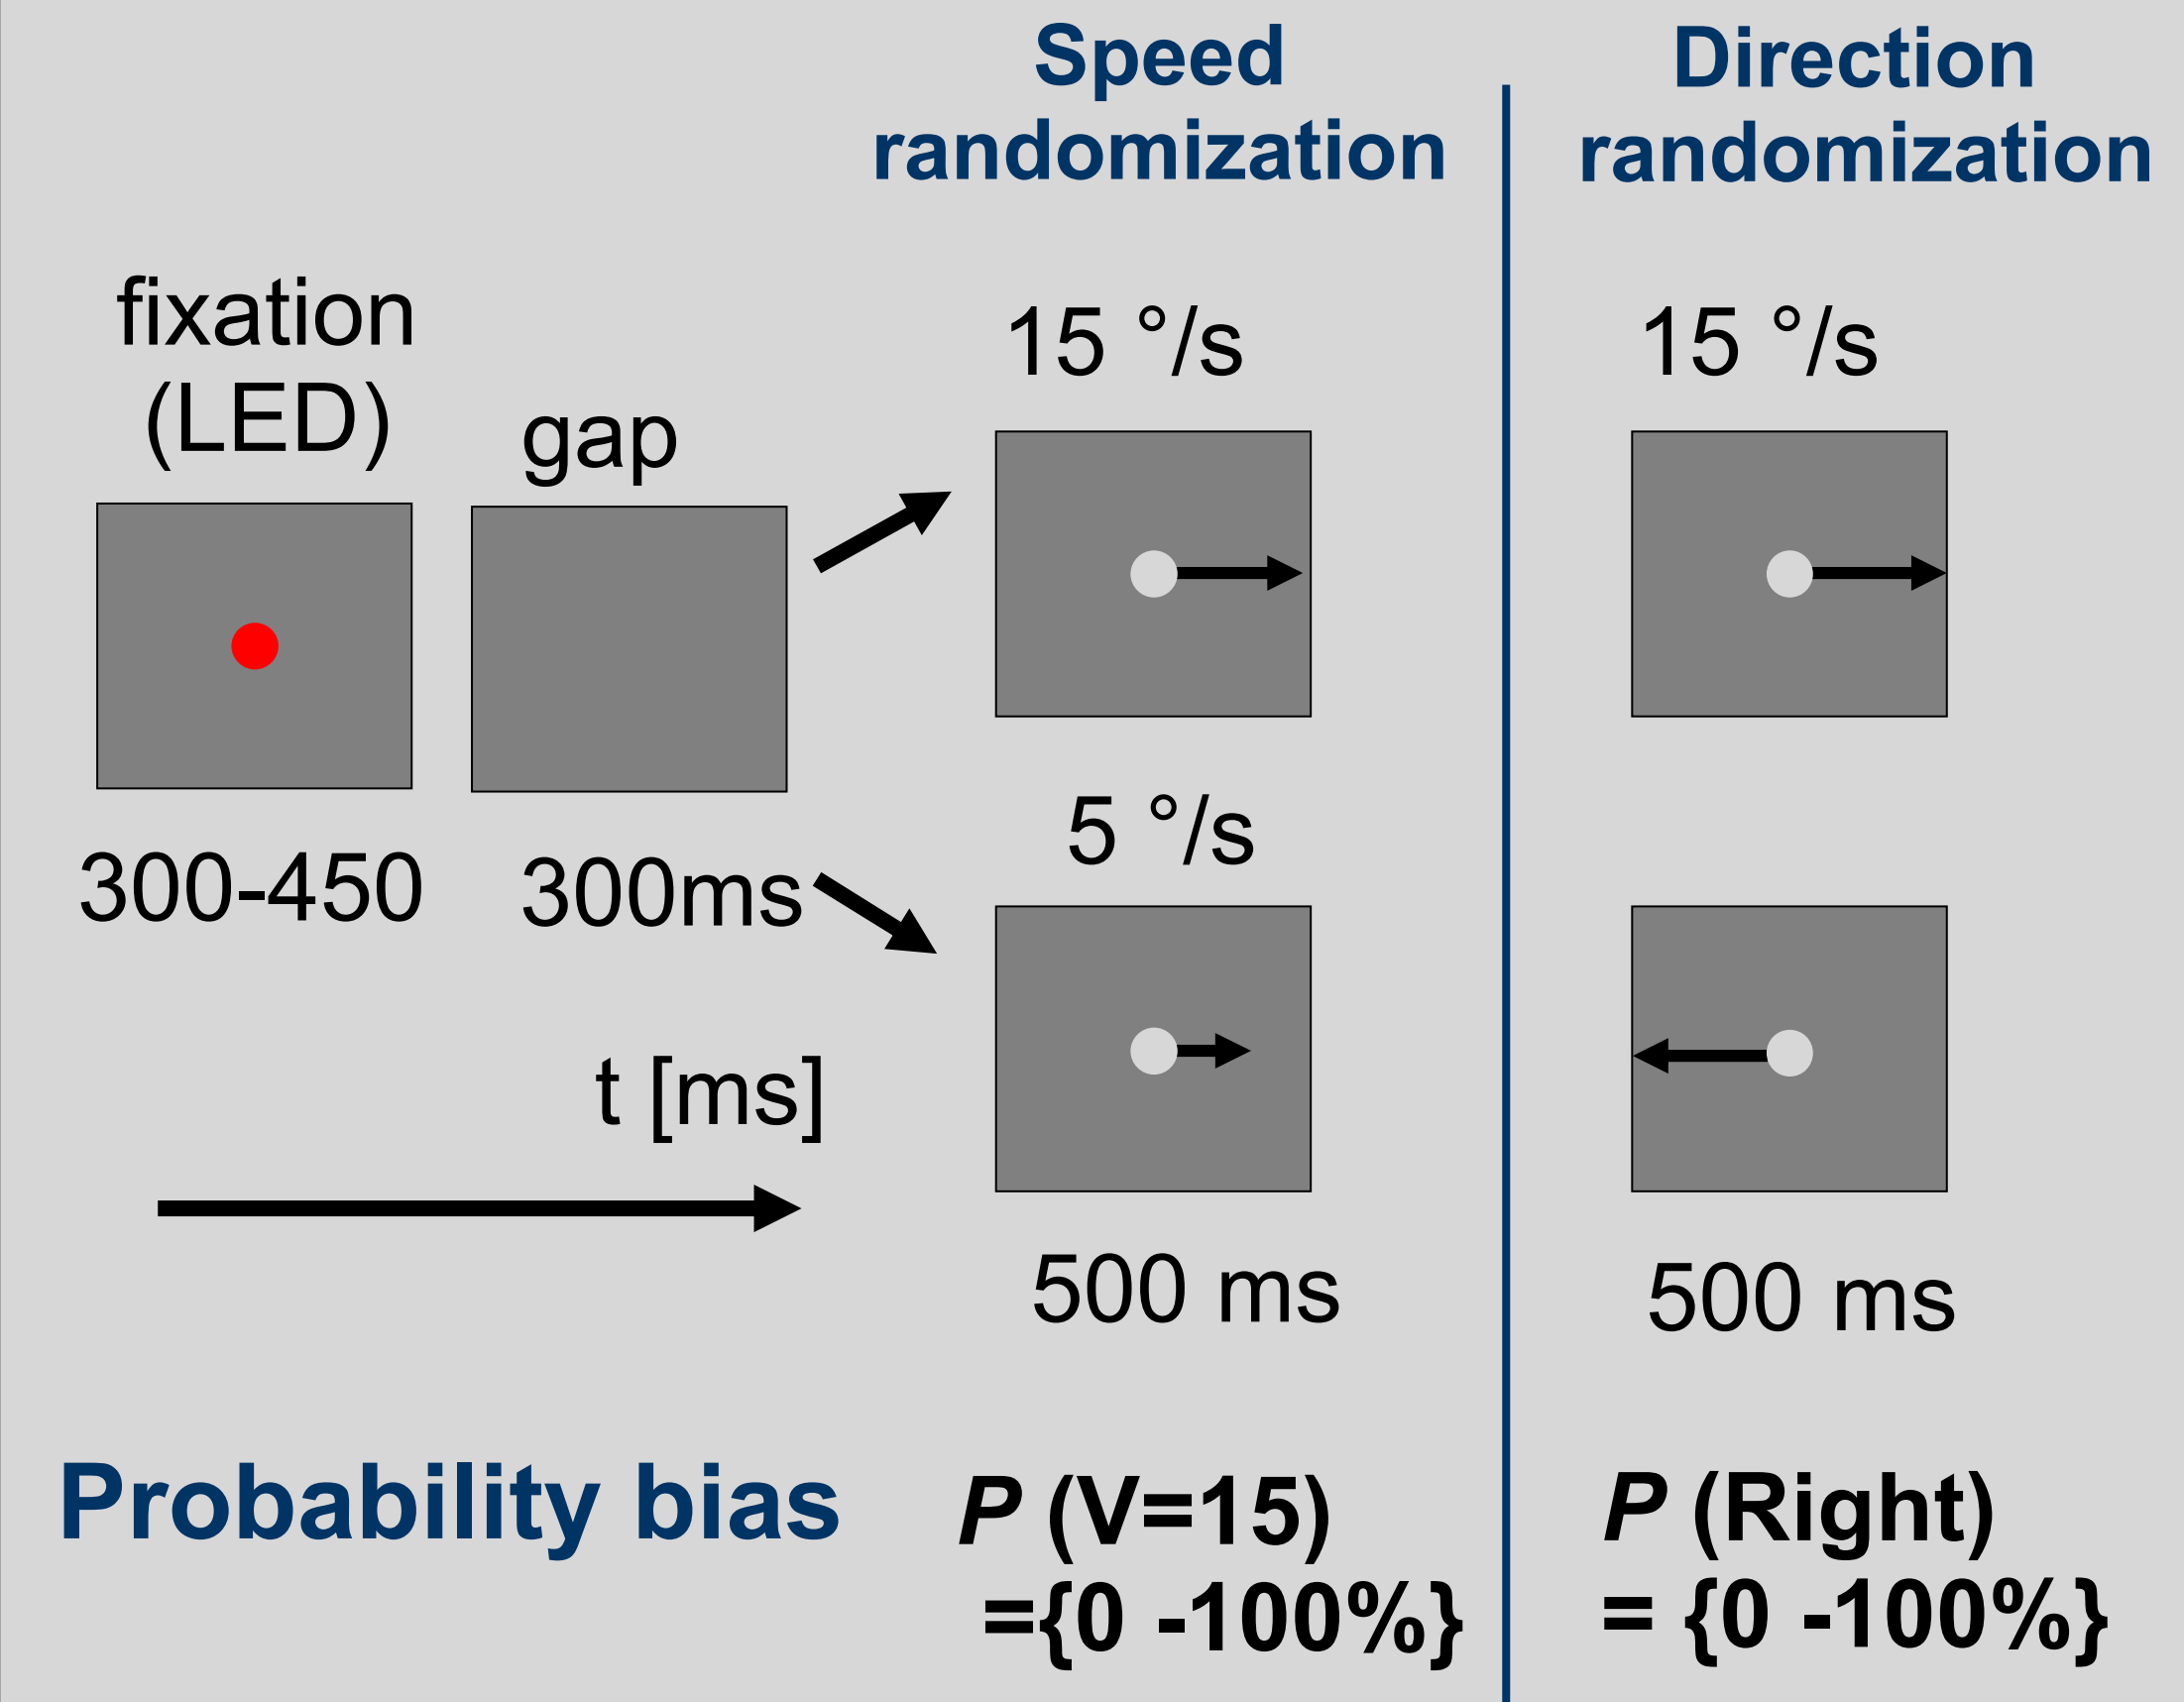 Speed
randomization
Direction
randomization
fixation
(LED)
gap
15 °/s
15 °/s
5 °/s
300-450
300ms
t [ms]
500 ms
500 ms
Probability bias
P (V=15)
={0 -100%}
P (Right)
= {0 -100%}